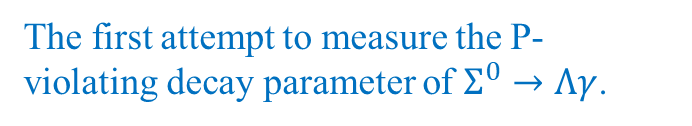 The first attempt to measure the P-
violating decay parameter of Σ⁰ → Λγ.